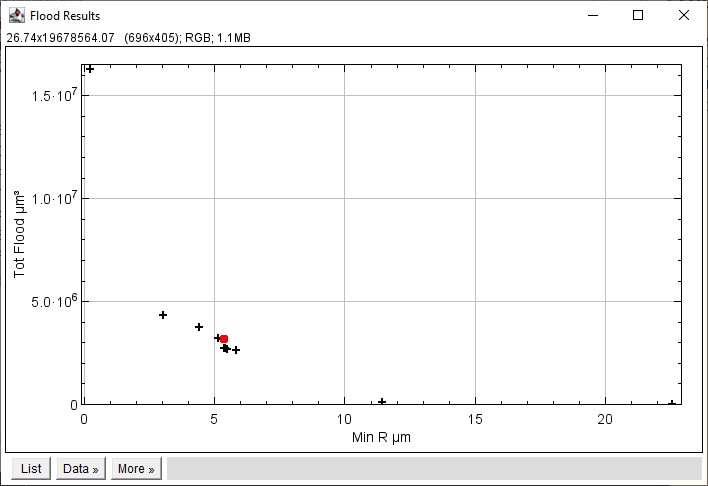 Flood Results
26.74x19678564.07 (696x405); RGB; 1.1MB
1.5·10⁷
1.0·10⁷
5.0·10⁶
0
Tot Flood µm³
0 5 10 15 20
Min R µm
List Data » More »